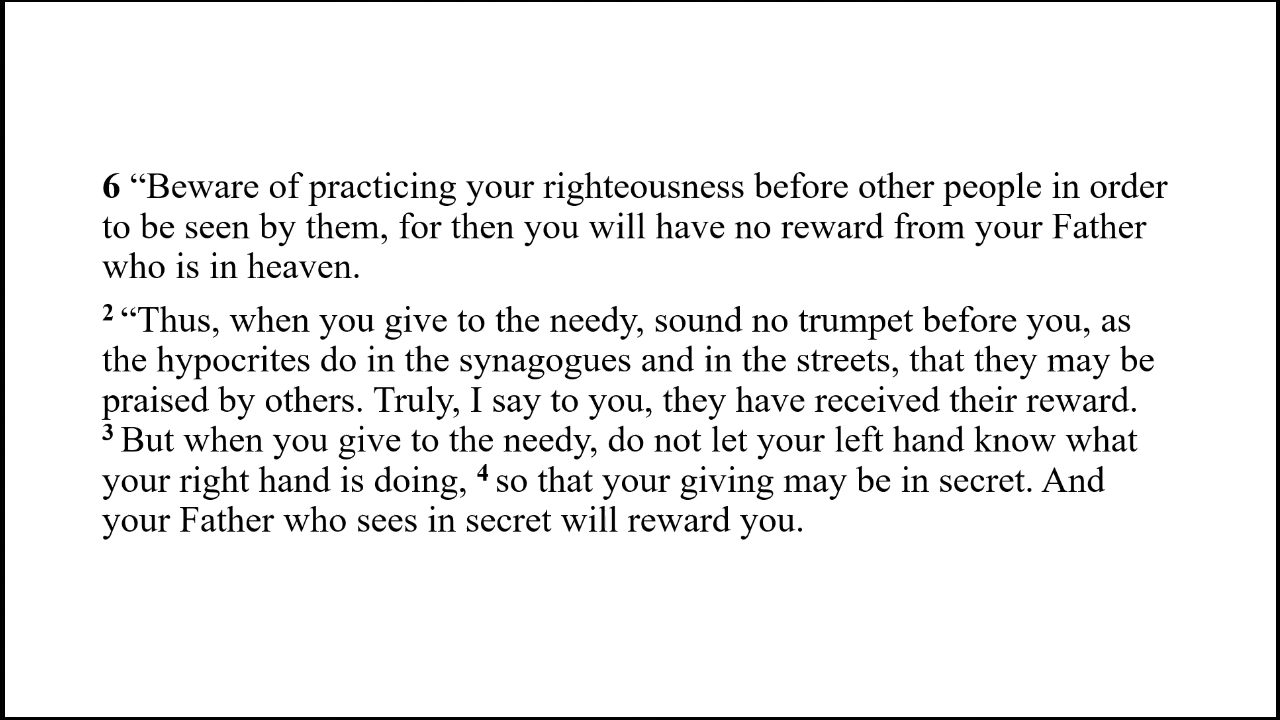 6 “Beware of practicing your righteousness before other people in order
to be seen by them, for then you will have no reward from your Father
who is in heaven.
2 “Thus, when you give to the needy, sound no trumpet before you, as
the hypocrites do in the synagogues and in the streets, that they may be
praised by others. Truly, I say to you, they have received their reward.
3 But when you give to the needy, do not let your left hand know what
your right hand is doing, 4 so that your giving may be in secret. And
your Father who sees in secret will reward you.